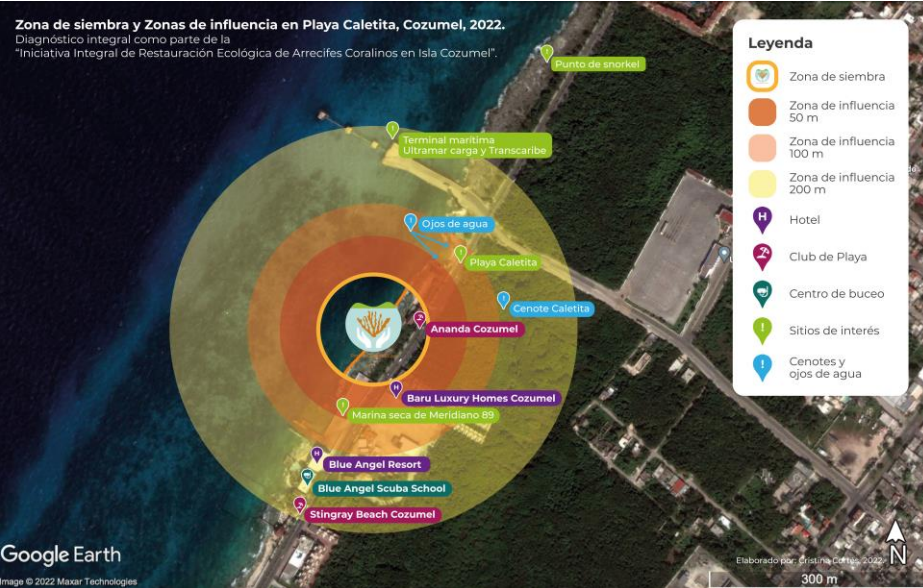 Zona de siembra y Zonas de influencia en Playa Caletita, Cozumel, 2022.
Diagnóstico integral como parte de la
“Iniciativa Integral de Restauración Ecológica de Arrecifes Coralinos en Isla Cozumel”.
Punto de snorkel
Terminal marítima
Ultramar carga y Transcaribe
Ojos de agua
Playa Caletita
Cenote Caletita
Ananda Cozumel
H
Baru Luxury Homes Cozumel
Marina seca de Meridiano 89
H
Blue Angel Resort
Blue Angel Scuba School
Stingray Beach Cozumel
Leyenda
Zona de siembra
Zona de influencia
50 m
Zona de influencia
100 m
Zona de influencia
200 m
H
Hotel
Club de Playa
Centro de buceo
Sitios de interés
Cenotes y
ojos de agua
Google Earth
Image © 2022 Maxar Technologies
Elaborado por: Cristina Cortés, 2022.
N
300 m